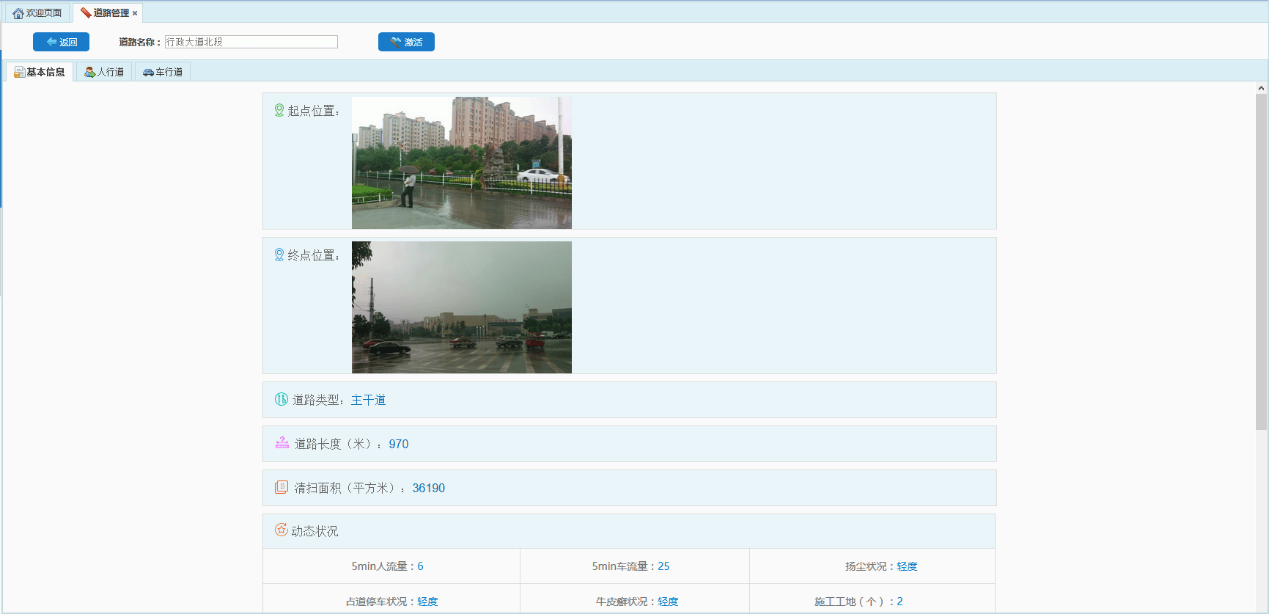 欢迎页面 道路管理 ×
返回 道路名称： 行政大道北段 激活
基本信息 人行道 车行道
起点位置：
终点位置：
道路类型：主干道
道路长度（米）：970
清扫面积（平方米）：36190
动态状况
5min人流量：6 5min车流量：25 扬尘状况：轻度
占道停车状况：轻度 牛皮癣状况：轻度 施工工地（个）：2